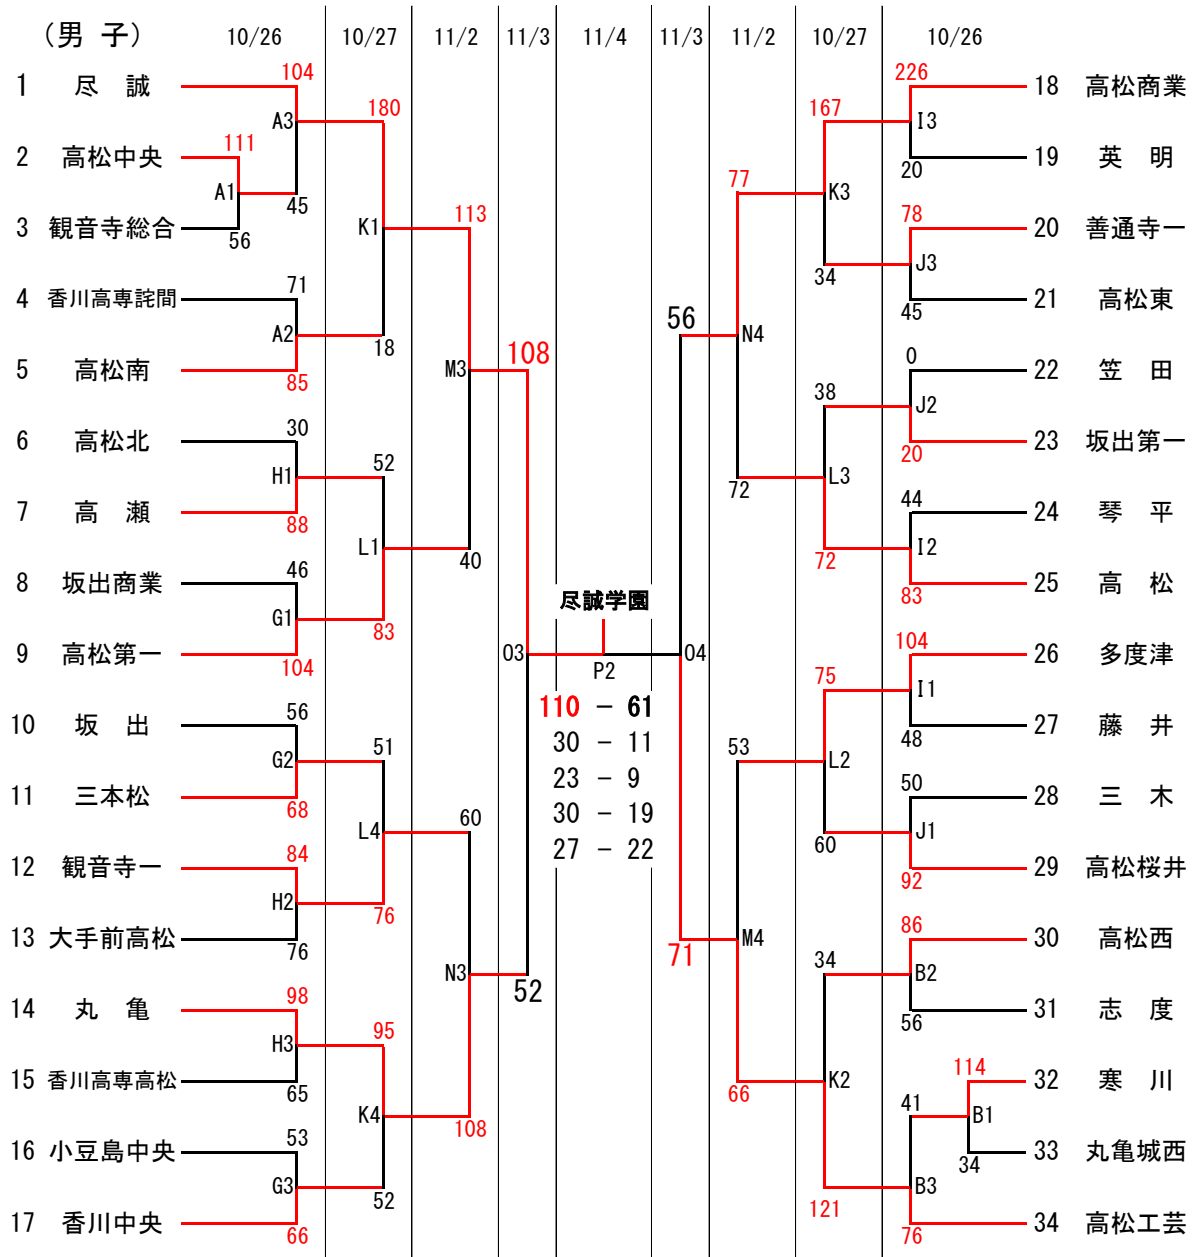 （男 子）
10/26
10/27
11/2
11/3
11/4
11/3
11/2
10/27
10/26
1 尽 誠
2 高松中央
3 観音寺総合
4 香川高専詫間
5 高松南
6 高松北
7 高 瀬
8 坂出商業
9 高松第一
10 坂 出
11 三本松
12 観音寺一
13 大手前高松
14 丸 亀
15 香川高専高松
16 小豆島中央
17 香川中央
104
A3
111
A1
45
56
71
A2
85
30
H1
88
46
G1
104
56
G2
68
84
H2
76
98
H3
65
53
G3
66
180
K1
18
52
L1
83
51
L4
76
95
K4
52
113
M3
40
60
N3
108
108
O3
52
尽誠学園
P2
110 － 61
30 － 11
23 － 9
30 － 19
27 － 22
56
O4
71
77
N4
72
53
M4
66
167
K3
34
38
L3
72
75
L2
60
34
K2
121
226
I3
20
78
J3
45
0
J2
20
44
I2
83
104
I1
48
50
J1
92
86
B2
56
114
41
B1
34
B3
76
18 高松商業
19 英 明
20 善通寺一
21 高松東
22 笠 田
23 坂出第一
24 琴 平
25 高 松
26 多度津
27 藤 井
28 三 木
29 高松桜井
30 高松西
31 志 度
32 寒 川
33 丸亀城西
34 高松工芸